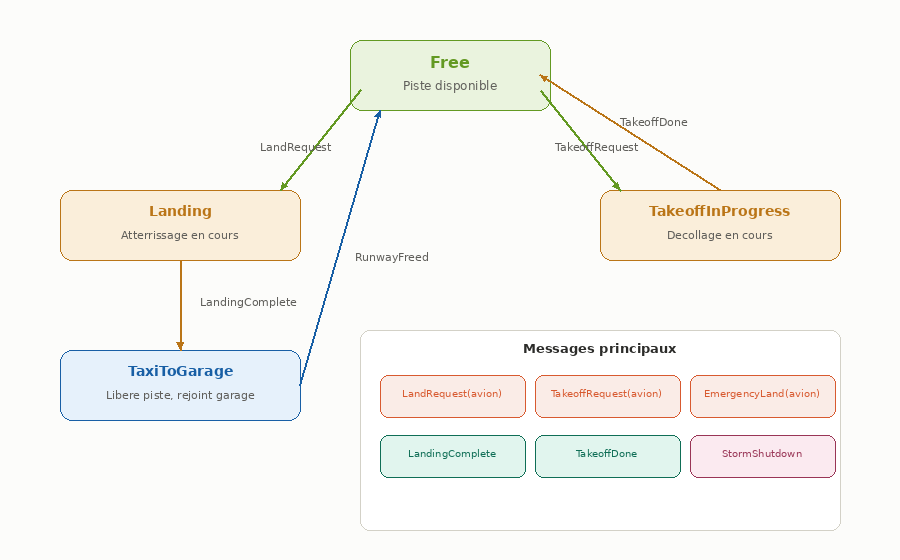 Free
Piste disponible
TakeoffDone
LandRequest
TakeoffRequest
Landing
Atterrissage en cours
TakeoffInProgress
Decollage en cours
RunwayFreed
LandingComplete
TaxiToGarage
Libere piste, rejoint garage
Messages principaux
LandRequest(avion)
TakeoffRequest(avion)
EmergencyLand(avion)
LandingComplete
TakeoffDone
StormShutdown